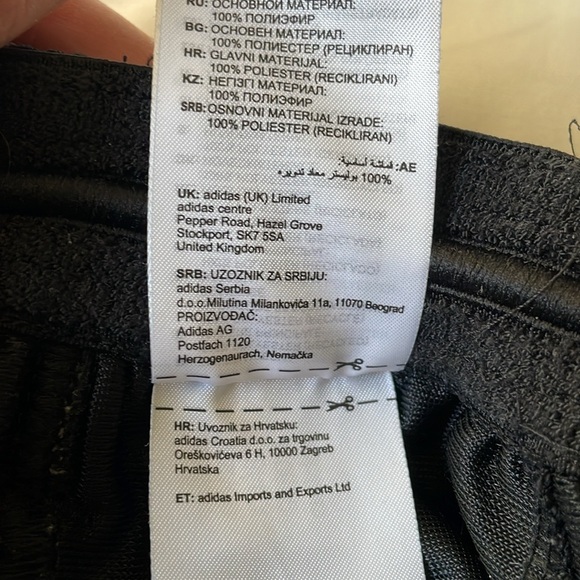 RU: ОСНОВНОЙ МАТЕРИАЛ:
100% ПОЛИЭФИР
BG: ОСНОВЕН МАТЕРИАЛ:
100% ПОЛИЕСТЕР (РЕЦИКЛИРАН)
HR: GLAVNI MATERIJAL:
100% POLIESTER (RECIKLIRANI)
KZ: НЕГІЗГІ МАТЕРИАЛ:
100% ПОЛИЭФИР
SRB: OSNOVNI MATERIJAL IZRADE:
100% POLIESTER (RECIKLIRAN)
AE: قماشة أساسية:
100% بوليستر معاد تدويره
UK: adidas (UK) Limited
adidas centre
Pepper Road, Hazel Grove
Stockport, SK7 5SA
United Kingdom
SRB: UZOZNIK ZA SRBIJU:
adidas Serbia
d.o.o.Milutina Milankovića 11a, 11070 Beograd
PROIZVOĐAČ:
Adidas AG
Postfach 1120
Herzogenaurach, Nemačka
HR: Uvoznik za Hrvatsku:
adidas Croatia d.o.o. za trgovinu
Oreškovićeva 6 H, 10000 Zagreb
Hrvatska
ET: adidas Imports and Exports Ltd